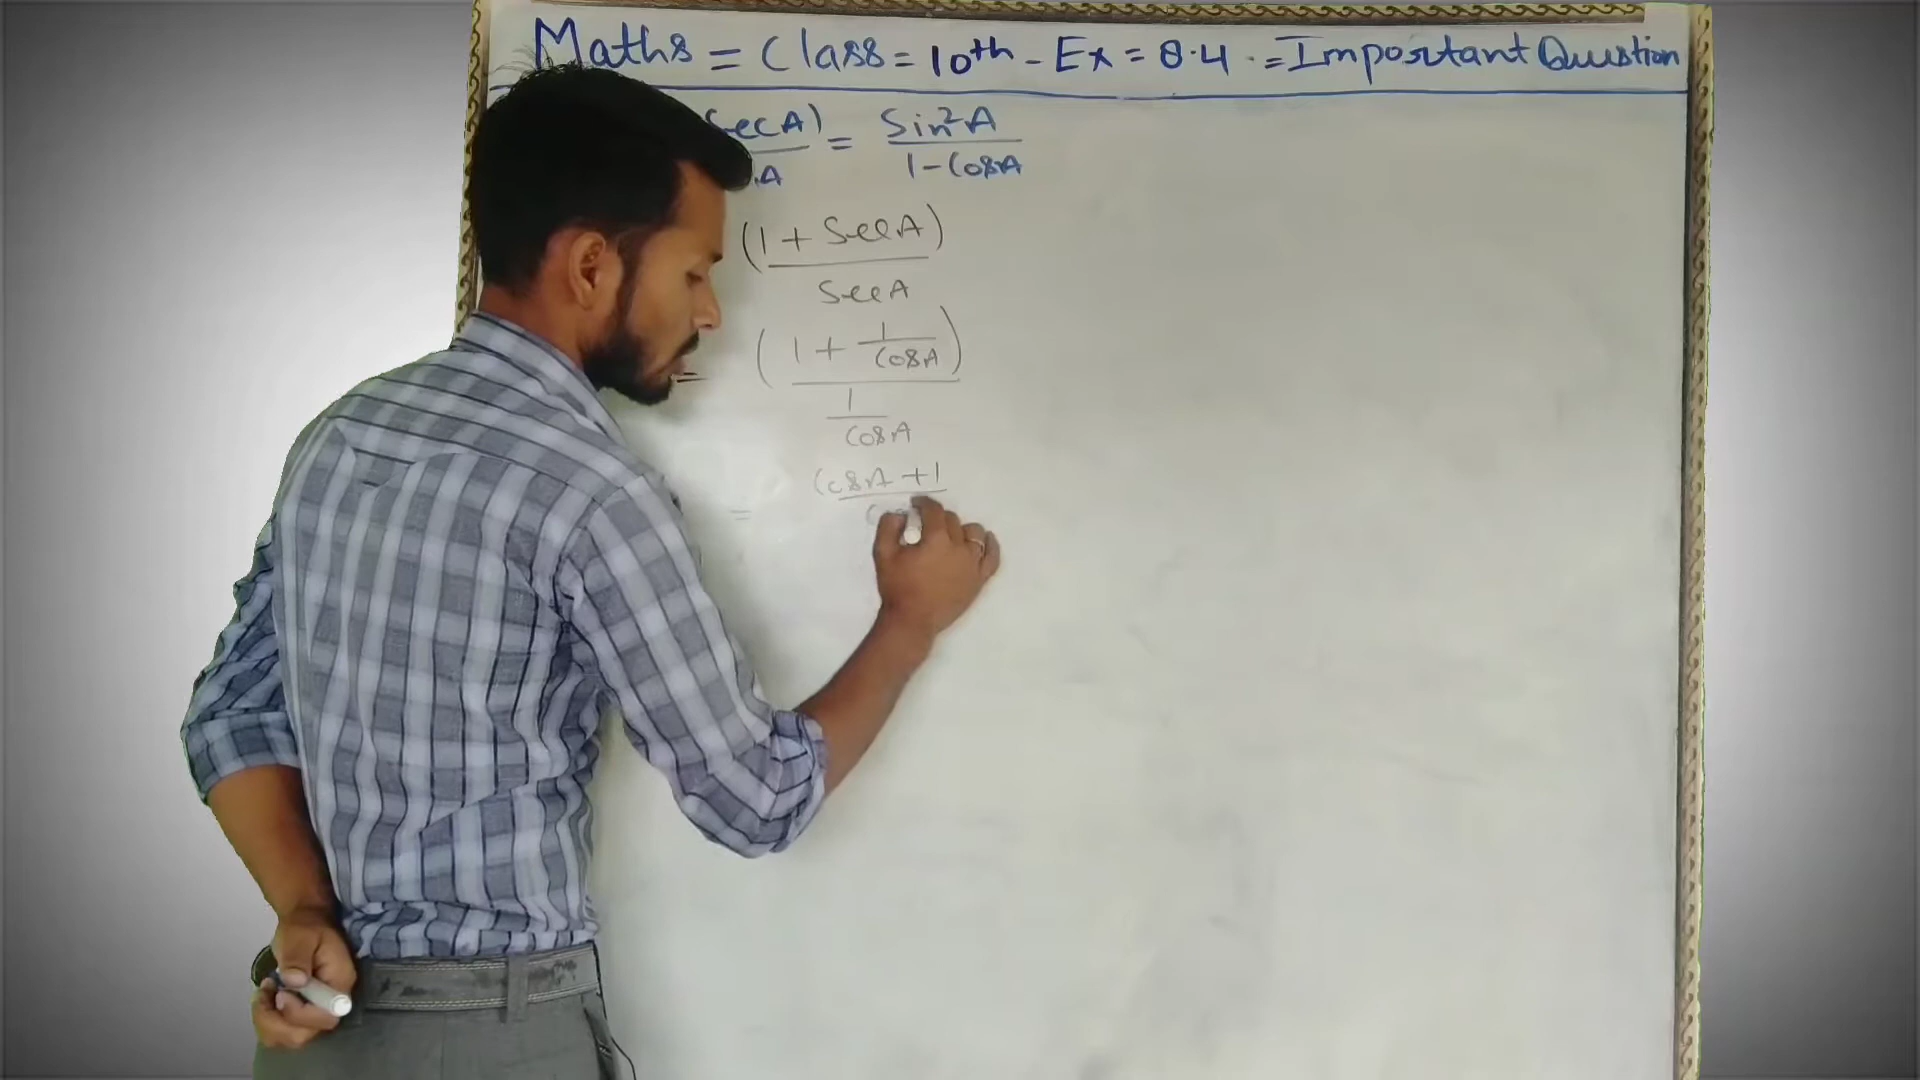 Maths = Class = 10th - Ex = 8.4 . = Important Quustion
SecA) = Sin²A
A 1-CosA
(1 + SecA)
SecA
= (1 + 1
CosA)
1
CosA
= CosA + 1